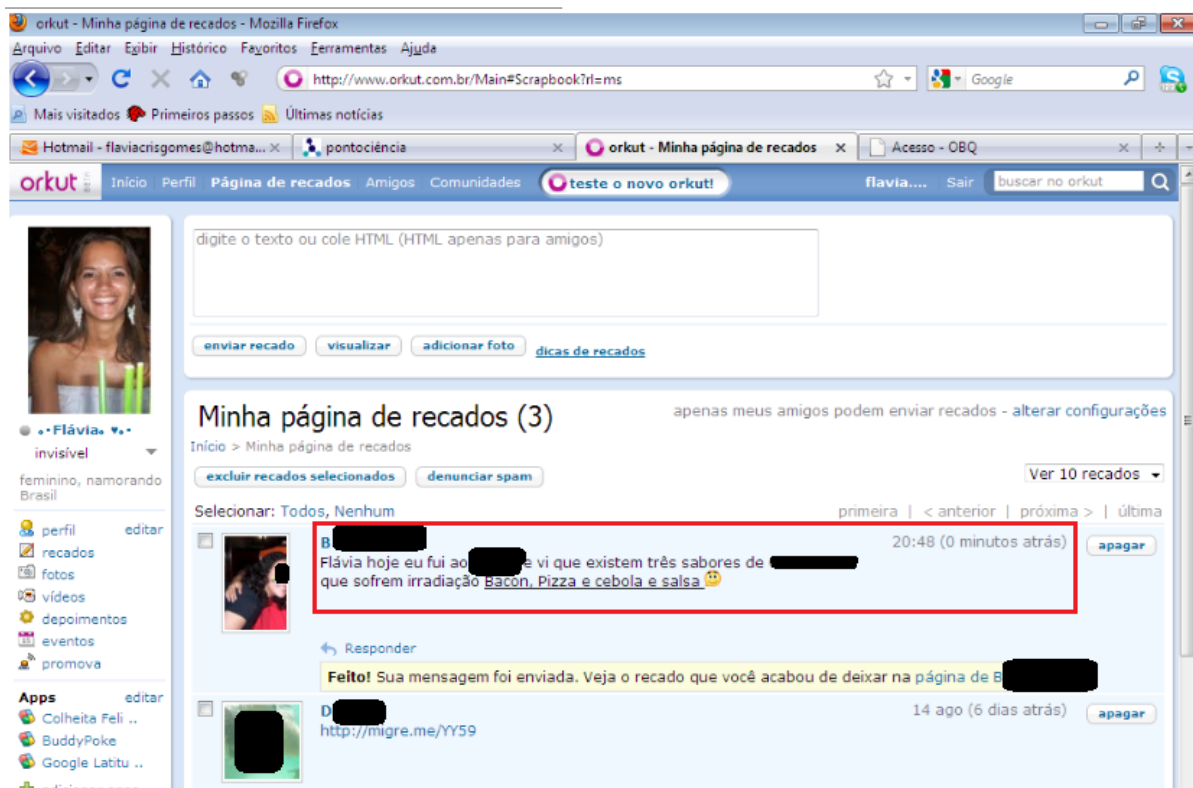 orkut - Minha página de recados - Mozilla Firefox
Arquivo Editar Exibir Histórico Favoritos Ferramentas Ajuda
http://www.orkut.com.br/Main#Scrapbook?rl=ms
Google
Mais visitados Primeiros passos Últimas notícias
Hotmail - flaviacrisgomes@hotma... pontociência orkut - Minha página de recados Acesso - OBQ
orkut Início Perfil Página de recados Amigos Comunidades teste o novo orkut! flavia.... Sair buscar no orkut
digite o texto ou cole HTML (HTML apenas para amigos)
enviar recado visualizar adicionar foto dicas de recados
Flávia
invisível
feminino, namorando
Brasil
perfil editar
recados
fotos
vídeos
depoimentos
eventos
promova
Apps editar
Colheita Feli ..
BuddyPoke
Google Latitu ..
Minha página de recados (3)
apenas meus amigos podem enviar recados - alterar configurações
Início > Minha página de recados
excluir recados selecionados denunciar spam
Ver 10 recados
Selecionar: Todos, Nenhum
primeira | < anterior | próxima > | última
B 20:48 (0 minutos atrás) apagar
Flávia hoje eu fui ao e vi que existem três sabores de
que sofrem irradiação Bacon, Pizza e cebola e salsa
Responder
Feito! Sua mensagem foi enviada. Veja o recado que você acabou de deixar na página de B
D 14 ago (6 dias atrás) apagar
http://migre.me/YY59